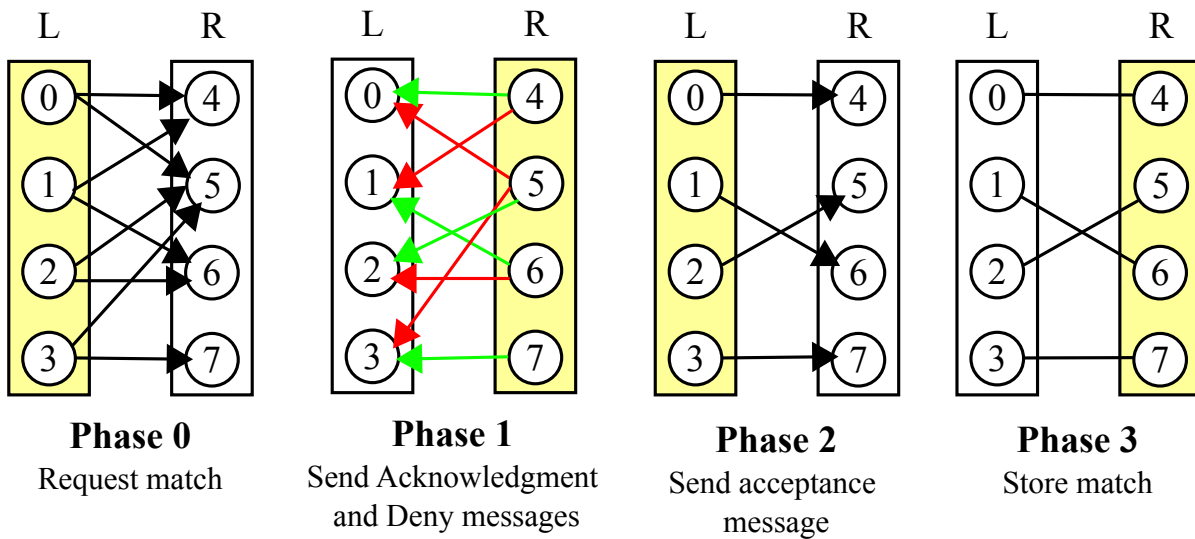 L R
0 4
1 5
2 6
3 7
Phase 0
Request match
L R
0 4
1 5
2 6
3 7
Phase 1
Send Acknowledgment
and Deny messages
L R
0 4
1 5
2 6
3 7
Phase 2
Send acceptance
message
L R
0 4
1 5
2 6
3 7
Phase 3
Store match